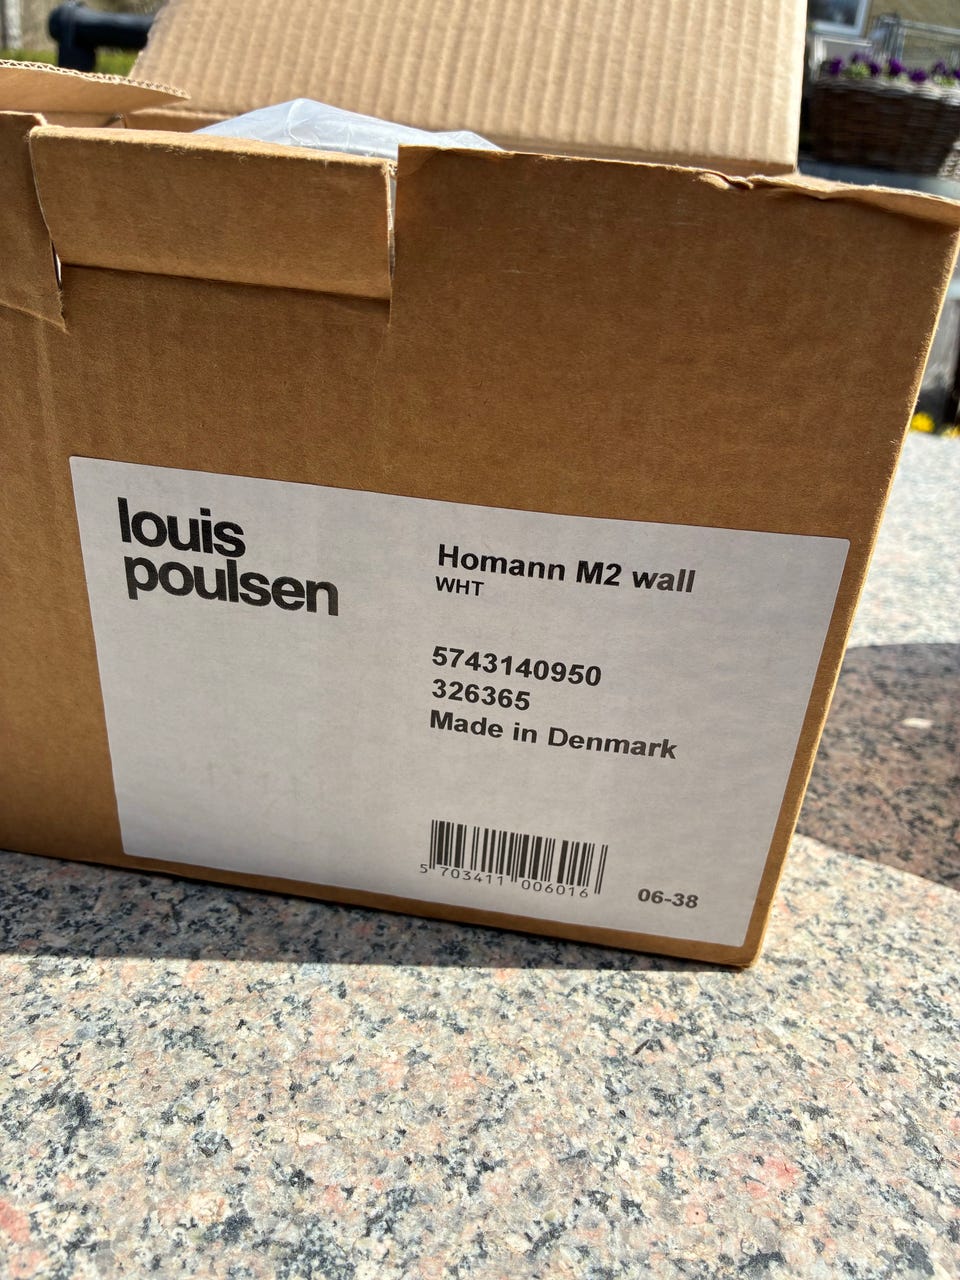 louis
poulsen
Homann M2 wall
WHT
5743140950
326365
Made in Denmark
5 703411 006016
06-38